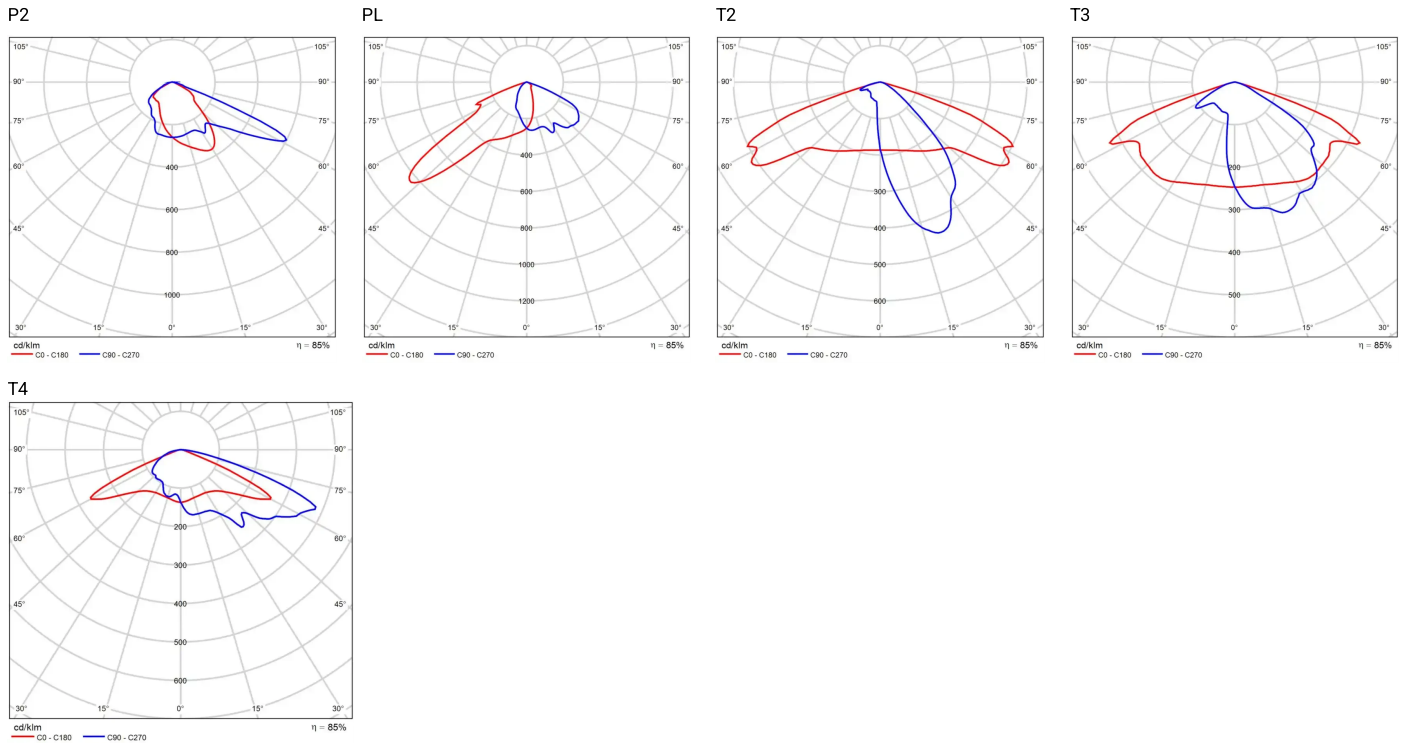 P2 PL T2 T3
105° 105° 105° 105° 105° 105° 105° 105°
90° 90° 90° 90° 90° 90° 90° 90°
75° 75° 75° 75° 75° 75° 75° 75°
60° 60° 60° 60° 60° 60° 60° 60°
45° 45° 45° 45° 45° 45° 45° 45°
400 600 800 1000
400 600 800 1000 1200
300 400 500 600
200 300 400 500
30° 15° 0° 15° 30° 30° 15° 0° 15° 30° 30° 15° 0° 15° 30° 30° 15° 0° 15° 30°
cd/klm η = 85% cd/klm η = 85% cd/klm η = 85% cd/klm η = 85%
C0 - C180 C90 - C270 C0 - C180 C90 - C270 C0 - C180 C90 - C270 C0 - C180 C90 - C270
T4
105° 105°
90° 90°
75° 75°
200
60° 60°
300
400
45° 45°
500
600
30° 15° 0° 15° 30°
cd/klm η = 85%
C0 - C180 C90 - C270